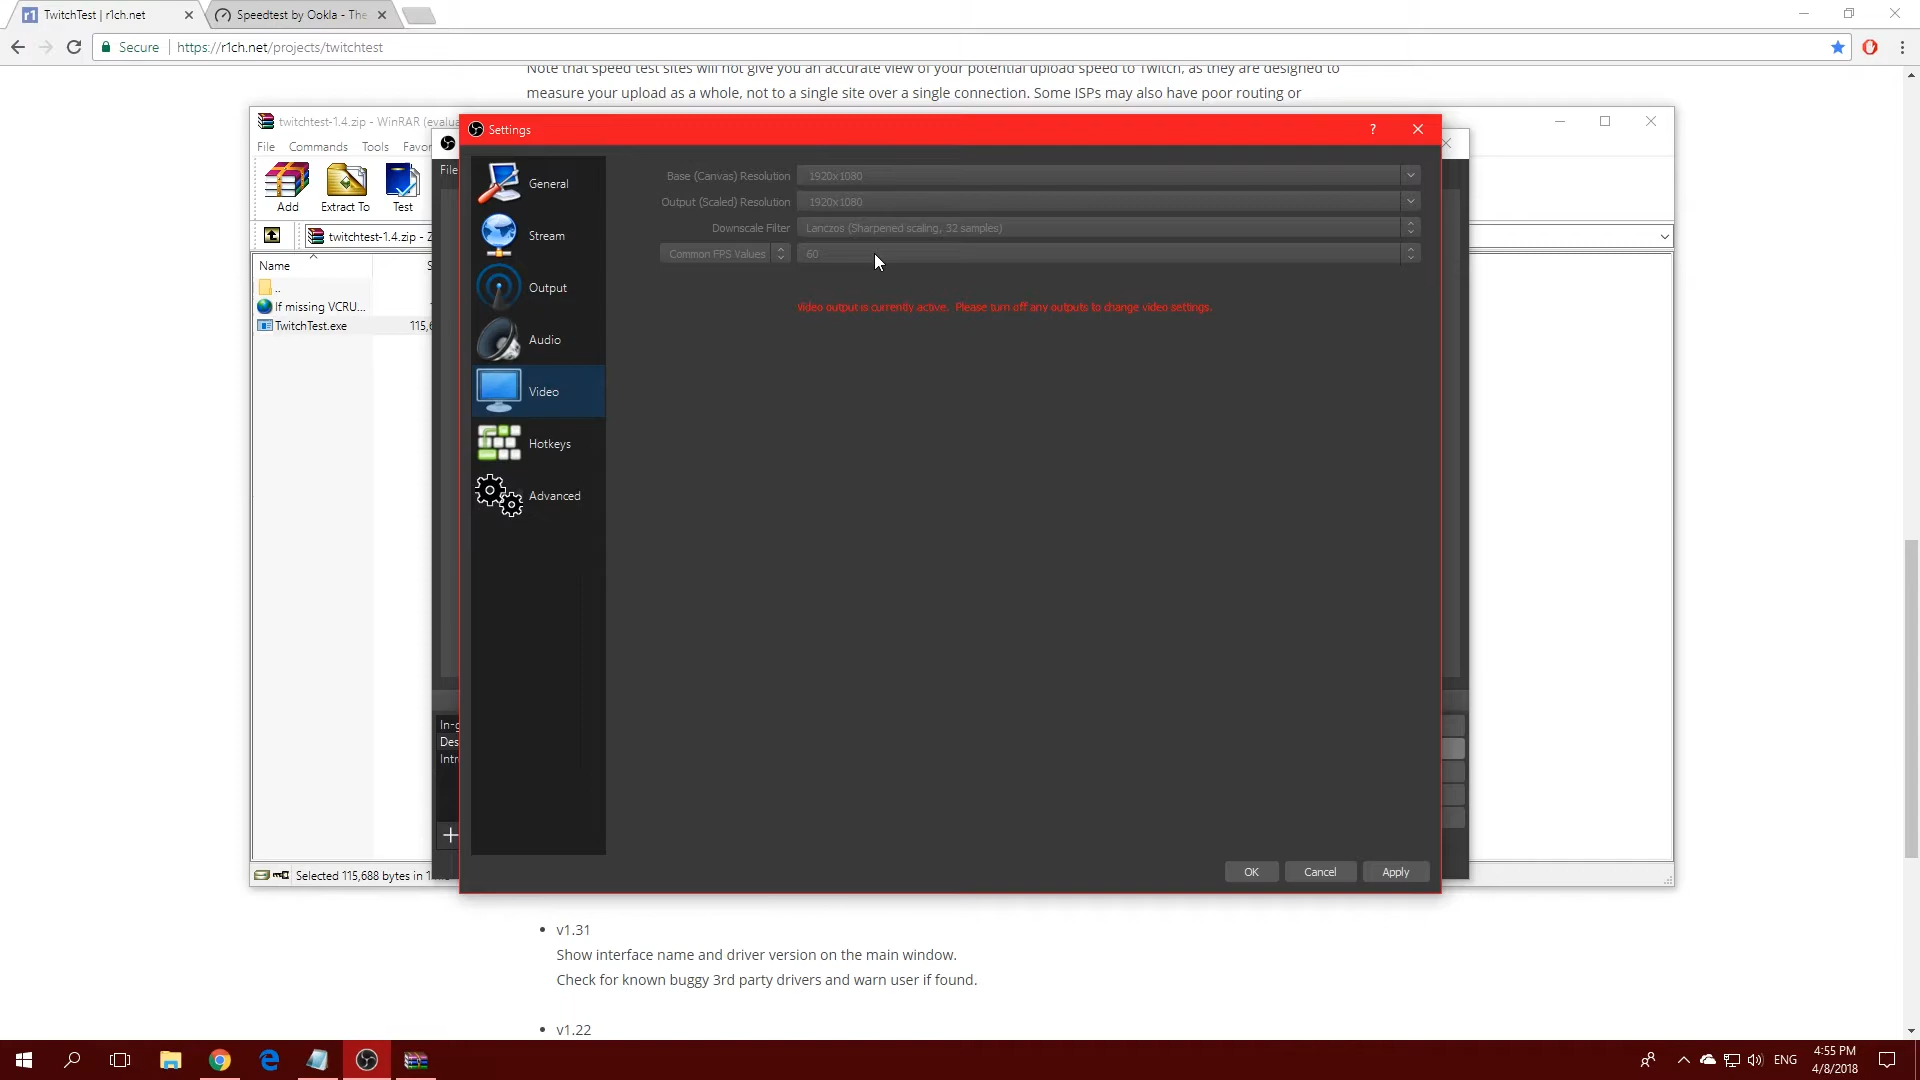 TwitchTest | r1ch.net
Speedtest by Ookla - The
Secure
https://r1ch.net/projects/twitchtest
Note that speed test sites will not give you an accurate view of your potential upload speed to Twitch, as they are designed to
measure your upload as a whole, not to a single site over a single connection. Some ISPs may also have poor routing or
twitchtest-1.4.zip - WinRAR (evalua
File Commands Tools Favor
Add Extract To Test
twitchtest-1.4.zip - Z
Name
S
..
If missing VCRU...
TwitchTest.exe 115,6
Selected 115,688 bytes in 1
File
Settings
?
General
Stream
Output
Audio
Video
Hotkeys
Advanced
Base (Canvas) Resolution 1920x1080
Output (Scaled) Resolution 1920x1080
Downscale Filter Lanczos (Sharpened scaling, 32 samples)
Common FPS Values 60
Video output is currently active. Please turn off any outputs to change video settings.
In-g
Des
Intr
OK Cancel Apply
• v1.31
Show interface name and driver version on the main window.
Check for known buggy 3rd party drivers and warn user if found.
• v1.22
ENG
4:55 PM
4/8/2018